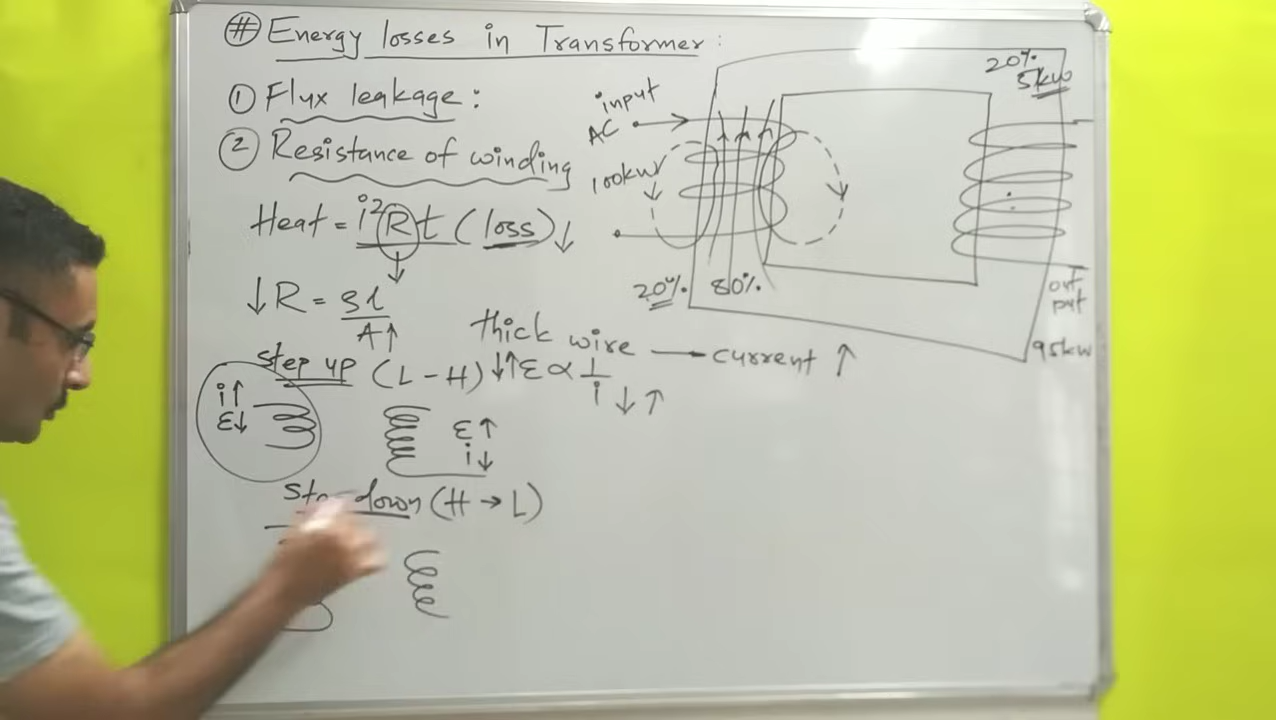 # Energy losses in Transformer:
① Flux leakage:
② Resistance of winding
Heat = i²Rt (loss)↓
↓R = ρl/A↑
thick wire → current ↑
step up (L-H) ↓↑ε ∝ 1/i ↓↑
i↑
ε↓
ε↑
i↓
down (H → L)
input
AC
100kw
20% 80%
20%
5kw
out
put
95kw